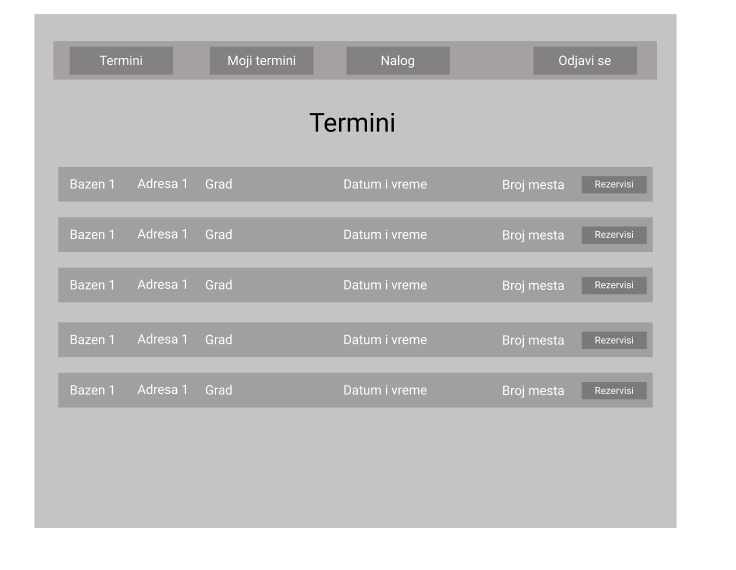 Termini Moji termini Nalog Odjavi se
Termini
Bazen 1 Adresa 1 Grad Datum i vreme Broj mesta Rezervisi
Bazen 1 Adresa 1 Grad Datum i vreme Broj mesta Rezervisi
Bazen 1 Adresa 1 Grad Datum i vreme Broj mesta Rezervisi
Bazen 1 Adresa 1 Grad Datum i vreme Broj mesta Rezervisi
Bazen 1 Adresa 1 Grad Datum i vreme Broj mesta Rezervisi